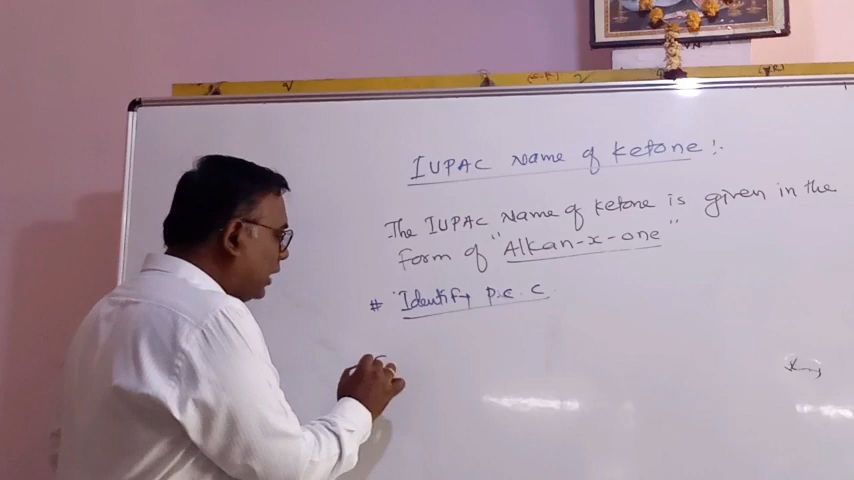 IUPAC Name of Ketone :-
The IUPAC Name of Ketone is given in the
form of "Alkan-x-one"
# Identify P.C.C